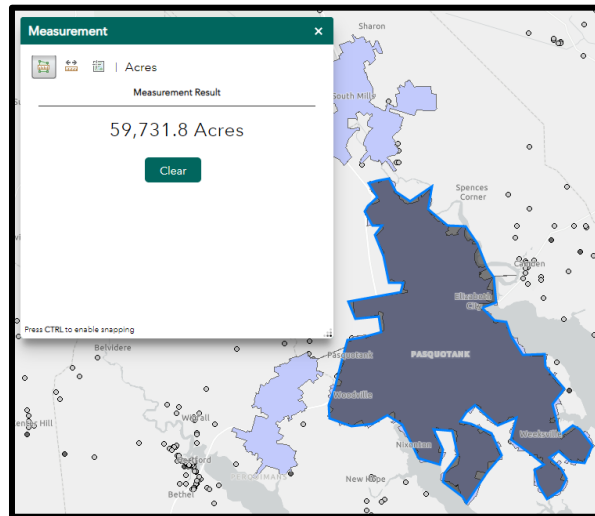 Measurement
×
| Acres
Measurement Result
59,731.8 Acres
Clear
Press CTRL to enable snapping
Sharon
South Mills
Spences
Corner
Camden
Elizabeth
City
Belvidere
Pasquotank
PASQUOTANK
Woodville
Winfall
Weeksville
Nixonton
Hertford
New Hope
PERQUIMANS
Bethel